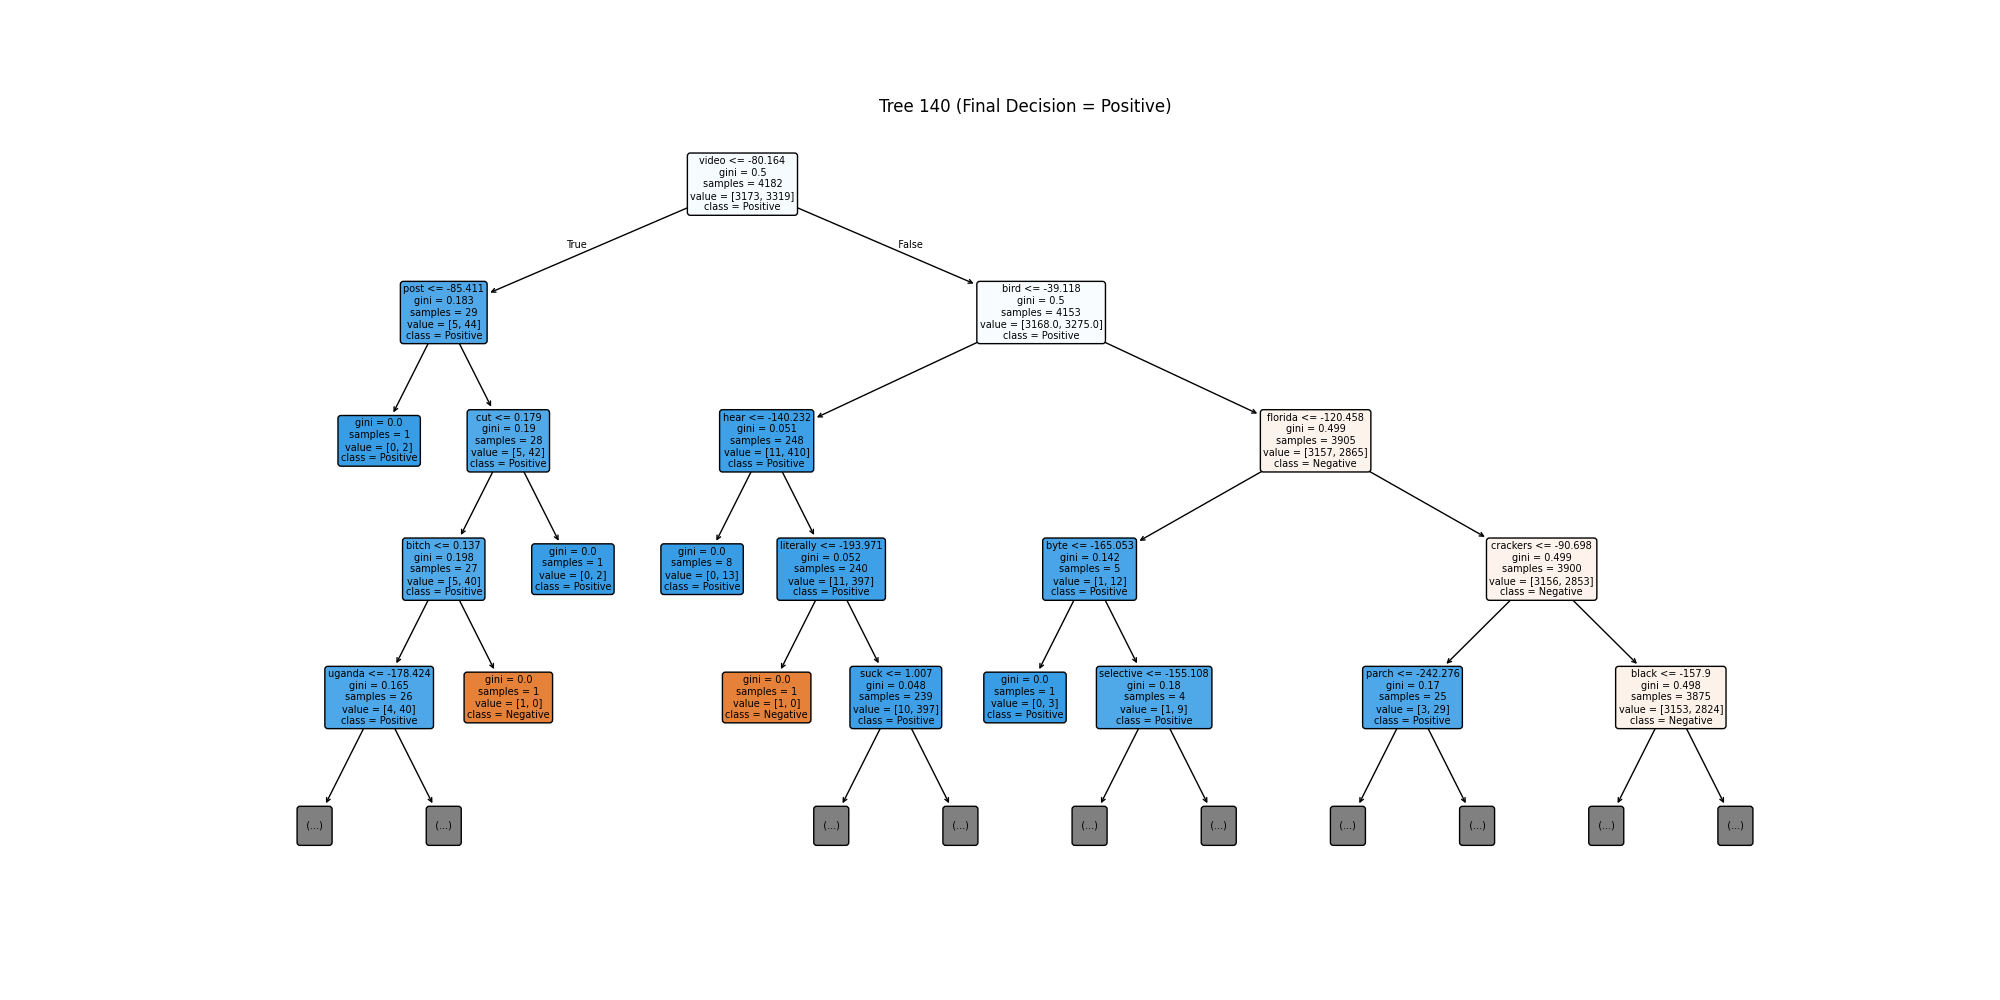 Tree 140 (Final Decision = Positive)
video <= -80.164
gini = 0.5
samples = 4182
value = [3173, 3319]
class = Positive
True
False
post <= -85.411
gini = 0.183
samples = 29
value = [5, 44]
class = Positive
bird <= -39.118
gini = 0.5
samples = 4153
value = [3168.0, 3275.0]
class = Positive
gini = 0.0
samples = 1
value = [0, 2]
class = Positive
cut <= 0.179
gini = 0.19
samples = 28
value = [5, 42]
class = Positive
hear <= -140.232
gini = 0.051
samples = 248
value = [11, 410]
class = Positive
florida <= -120.458
gini = 0.499
samples = 3905
value = [3157, 2865]
class = Negative
bitch <= 0.137
gini = 0.198
samples = 27
value = [5, 40]
class = Positive
gini = 0.0
samples = 1
value = [0, 2]
class = Positive
gini = 0.0
samples = 8
value = [0, 13]
class = Positive
literally <= -193.971
gini = 0.052
samples = 240
value = [11, 397]
class = Positive
byte <= -165.053
gini = 0.142
samples = 5
value = [1, 12]
class = Positive
crackers <= -90.698
gini = 0.499
samples = 3900
value = [3156, 2853]
class = Negative
uganda <= -178.424
gini = 0.165
samples = 26
value = [4, 40]
class = Positive
gini = 0.0
samples = 1
value = [1, 0]
class = Negative
gini = 0.0
samples = 1
value = [1, 0]
class = Negative
suck <= 1.007
gini = 0.048
samples = 239
value = [10, 397]
class = Positive
gini = 0.0
samples = 1
value = [0, 3]
class = Positive
selective <= -155.108
gini = 0.18
samples = 4
value = [1, 9]
class = Positive
parch <= -242.276
gini = 0.17
samples = 25
value = [3, 29]
class = Positive
black <= -157.9
gini = 0.498
samples = 3875
value = [3153, 2824]
class = Negative
(...)
(...)
(...)
(...)
(...)
(...)
(...)
(...)
(...)
(...)